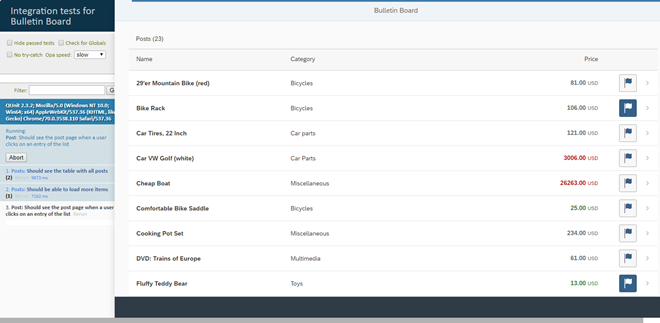 Integration tests for
Bulletin Board
Hide passed tests Check for Globals
No try-catch Opa speed: slow
Filter: G
QUnit 2.3.2; Mozilla/5.0 (Windows NT 10.0;
Win64; x64) AppleWebKit/537.36 (KHTML, like
Gecko) Chrome/70.0.3538.110 Safari/537.36
Running:
Post: Should see the post page when a user
clicks on an entry of the list
Abort
1. Posts: Should see the table with all posts
(2) Rerun 9873 ms
2. Posts: Should be able to load more items
(1) Rerun 7262 ms
3. Post: Should see the post page when a user
clicks on an entry of the list Rerun
Bulletin Board
Posts (23)
Name Category Price
29'er Mountain Bike (red) Bicycles 81.00 USD
Bike Rack Bicycles 106.00 USD
Car Tires, 22 Inch Car parts 121.00 USD
Car VW Golf (white) Car Parts 3006.00 USD
Cheap Boat Miscellaneous 26263.00 USD
Comfortable Bike Saddle Bicycles 25.00 USD
Cooking Pot Set Miscellaneous 234.00 USD
DVD: Trains of Europe Multimedia 61.00 USD
Fluffy Teddy Bear Toys 13.00 USD